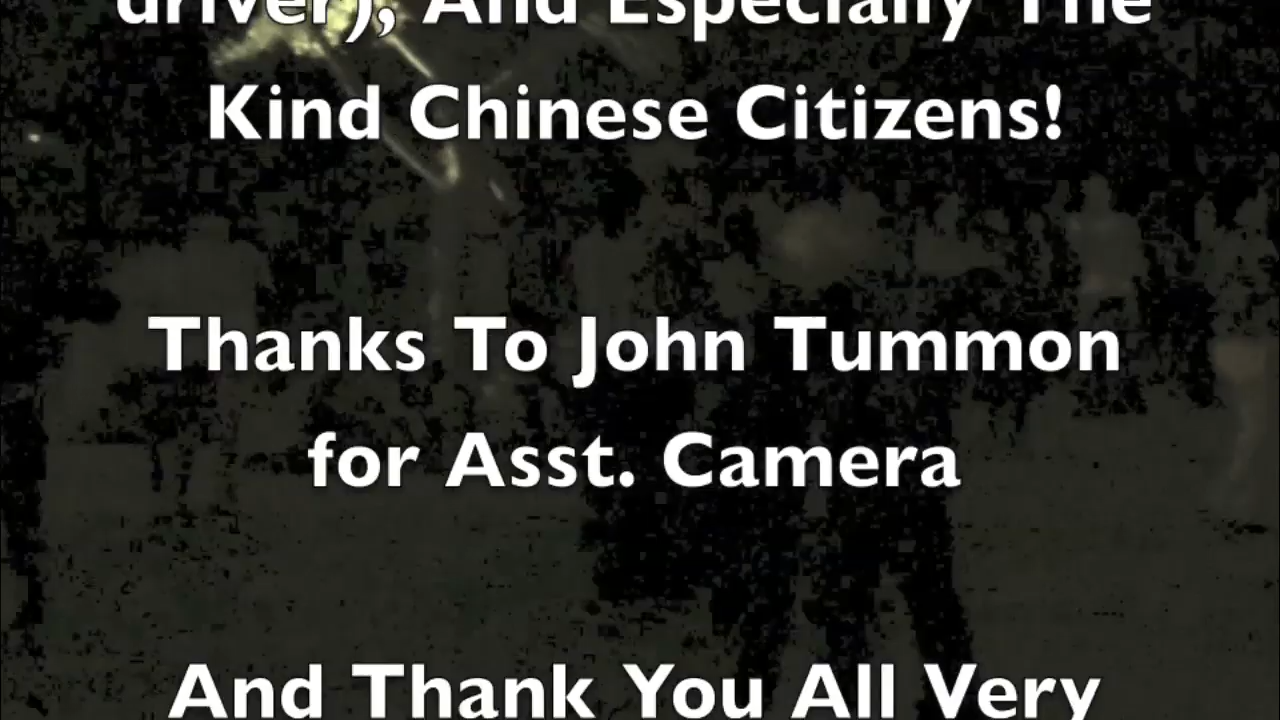 driver), And Especially The
Kind Chinese Citizens!
Thanks To John Tummon
for Asst. Camera
And Thank You All Very